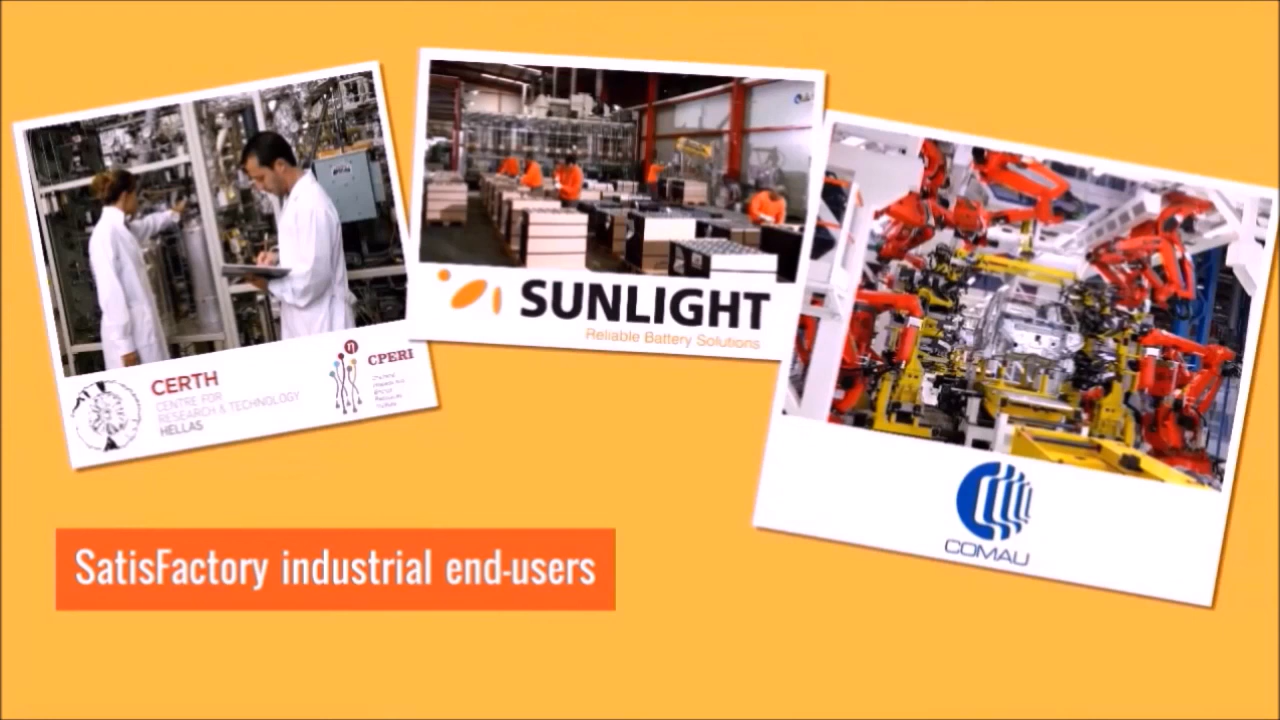 CERTH
CENTRE FOR
RESEARCH & TECHNOLOGY
HELLAS
CPERI
SUNLIGHT
Reliable Battery Solutions
COMAU
SatisFactory industrial end-users